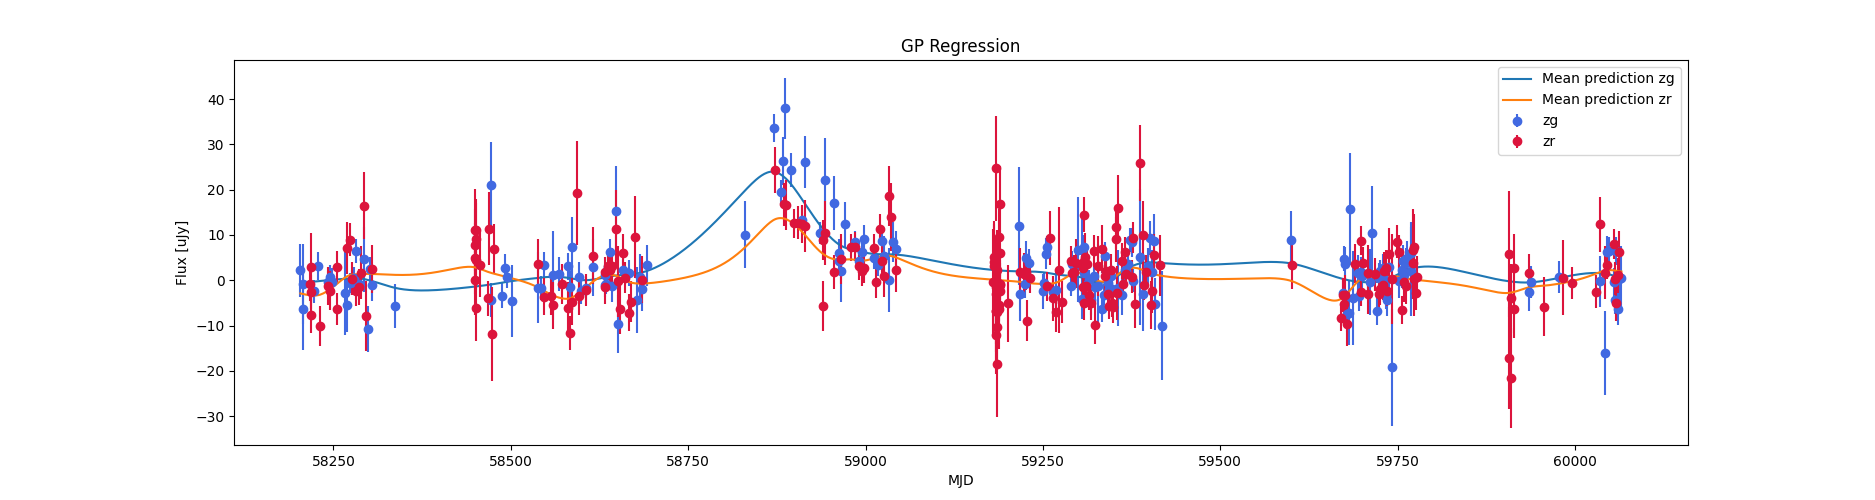 GP Regression
Flux [uJy]
40
30
20
10
0
−10
−20
−30
58250
58500
58750
59000
59250
59500
59750
60000
MJD
Mean prediction zg
Mean prediction zr
zg
zr